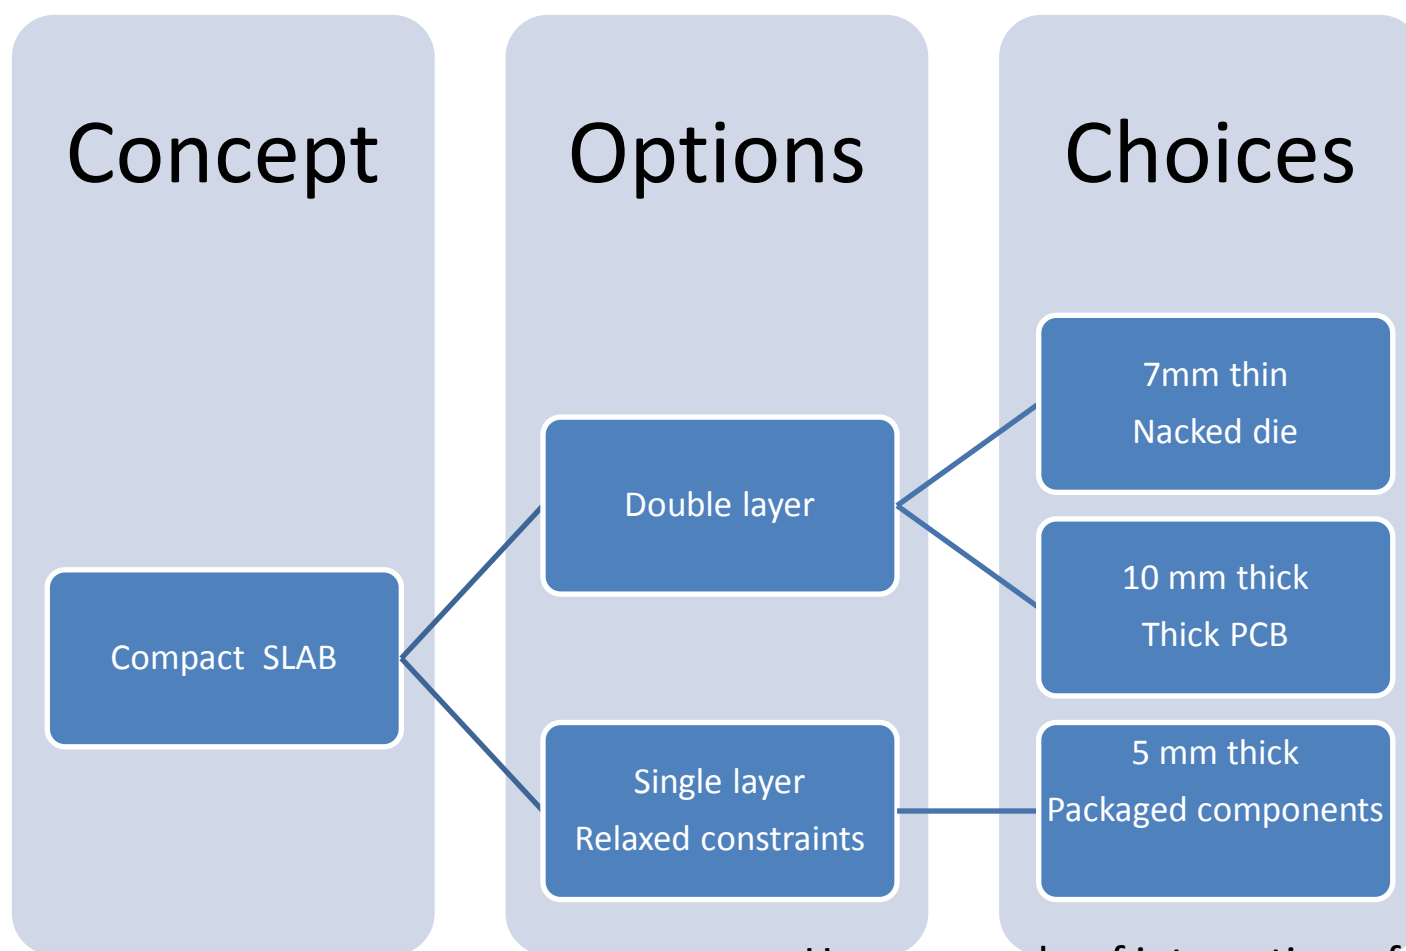 Concept
Options
Choices
Compact  SLAB
Double layer
Single layer
Relaxed constraints
7mm thin
Nacked die
10 mm thick
Thick PCB
5 mm thick
Packaged components